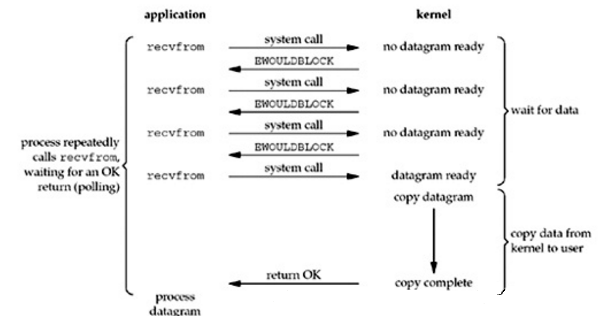 application kernel
recvfrom system call no datagram ready
EWOULDBLOCK
recvfrom system call no datagram ready
EWOULDBLOCK
recvfrom system call no datagram ready
EWOULDBLOCK
recvfrom system call datagram ready
process repeatedly
calls recvfrom,
waiting for an OK
return (polling)
wait for data
copy datagram
copy data from
kernel to user
return OK copy complete
process
datagram